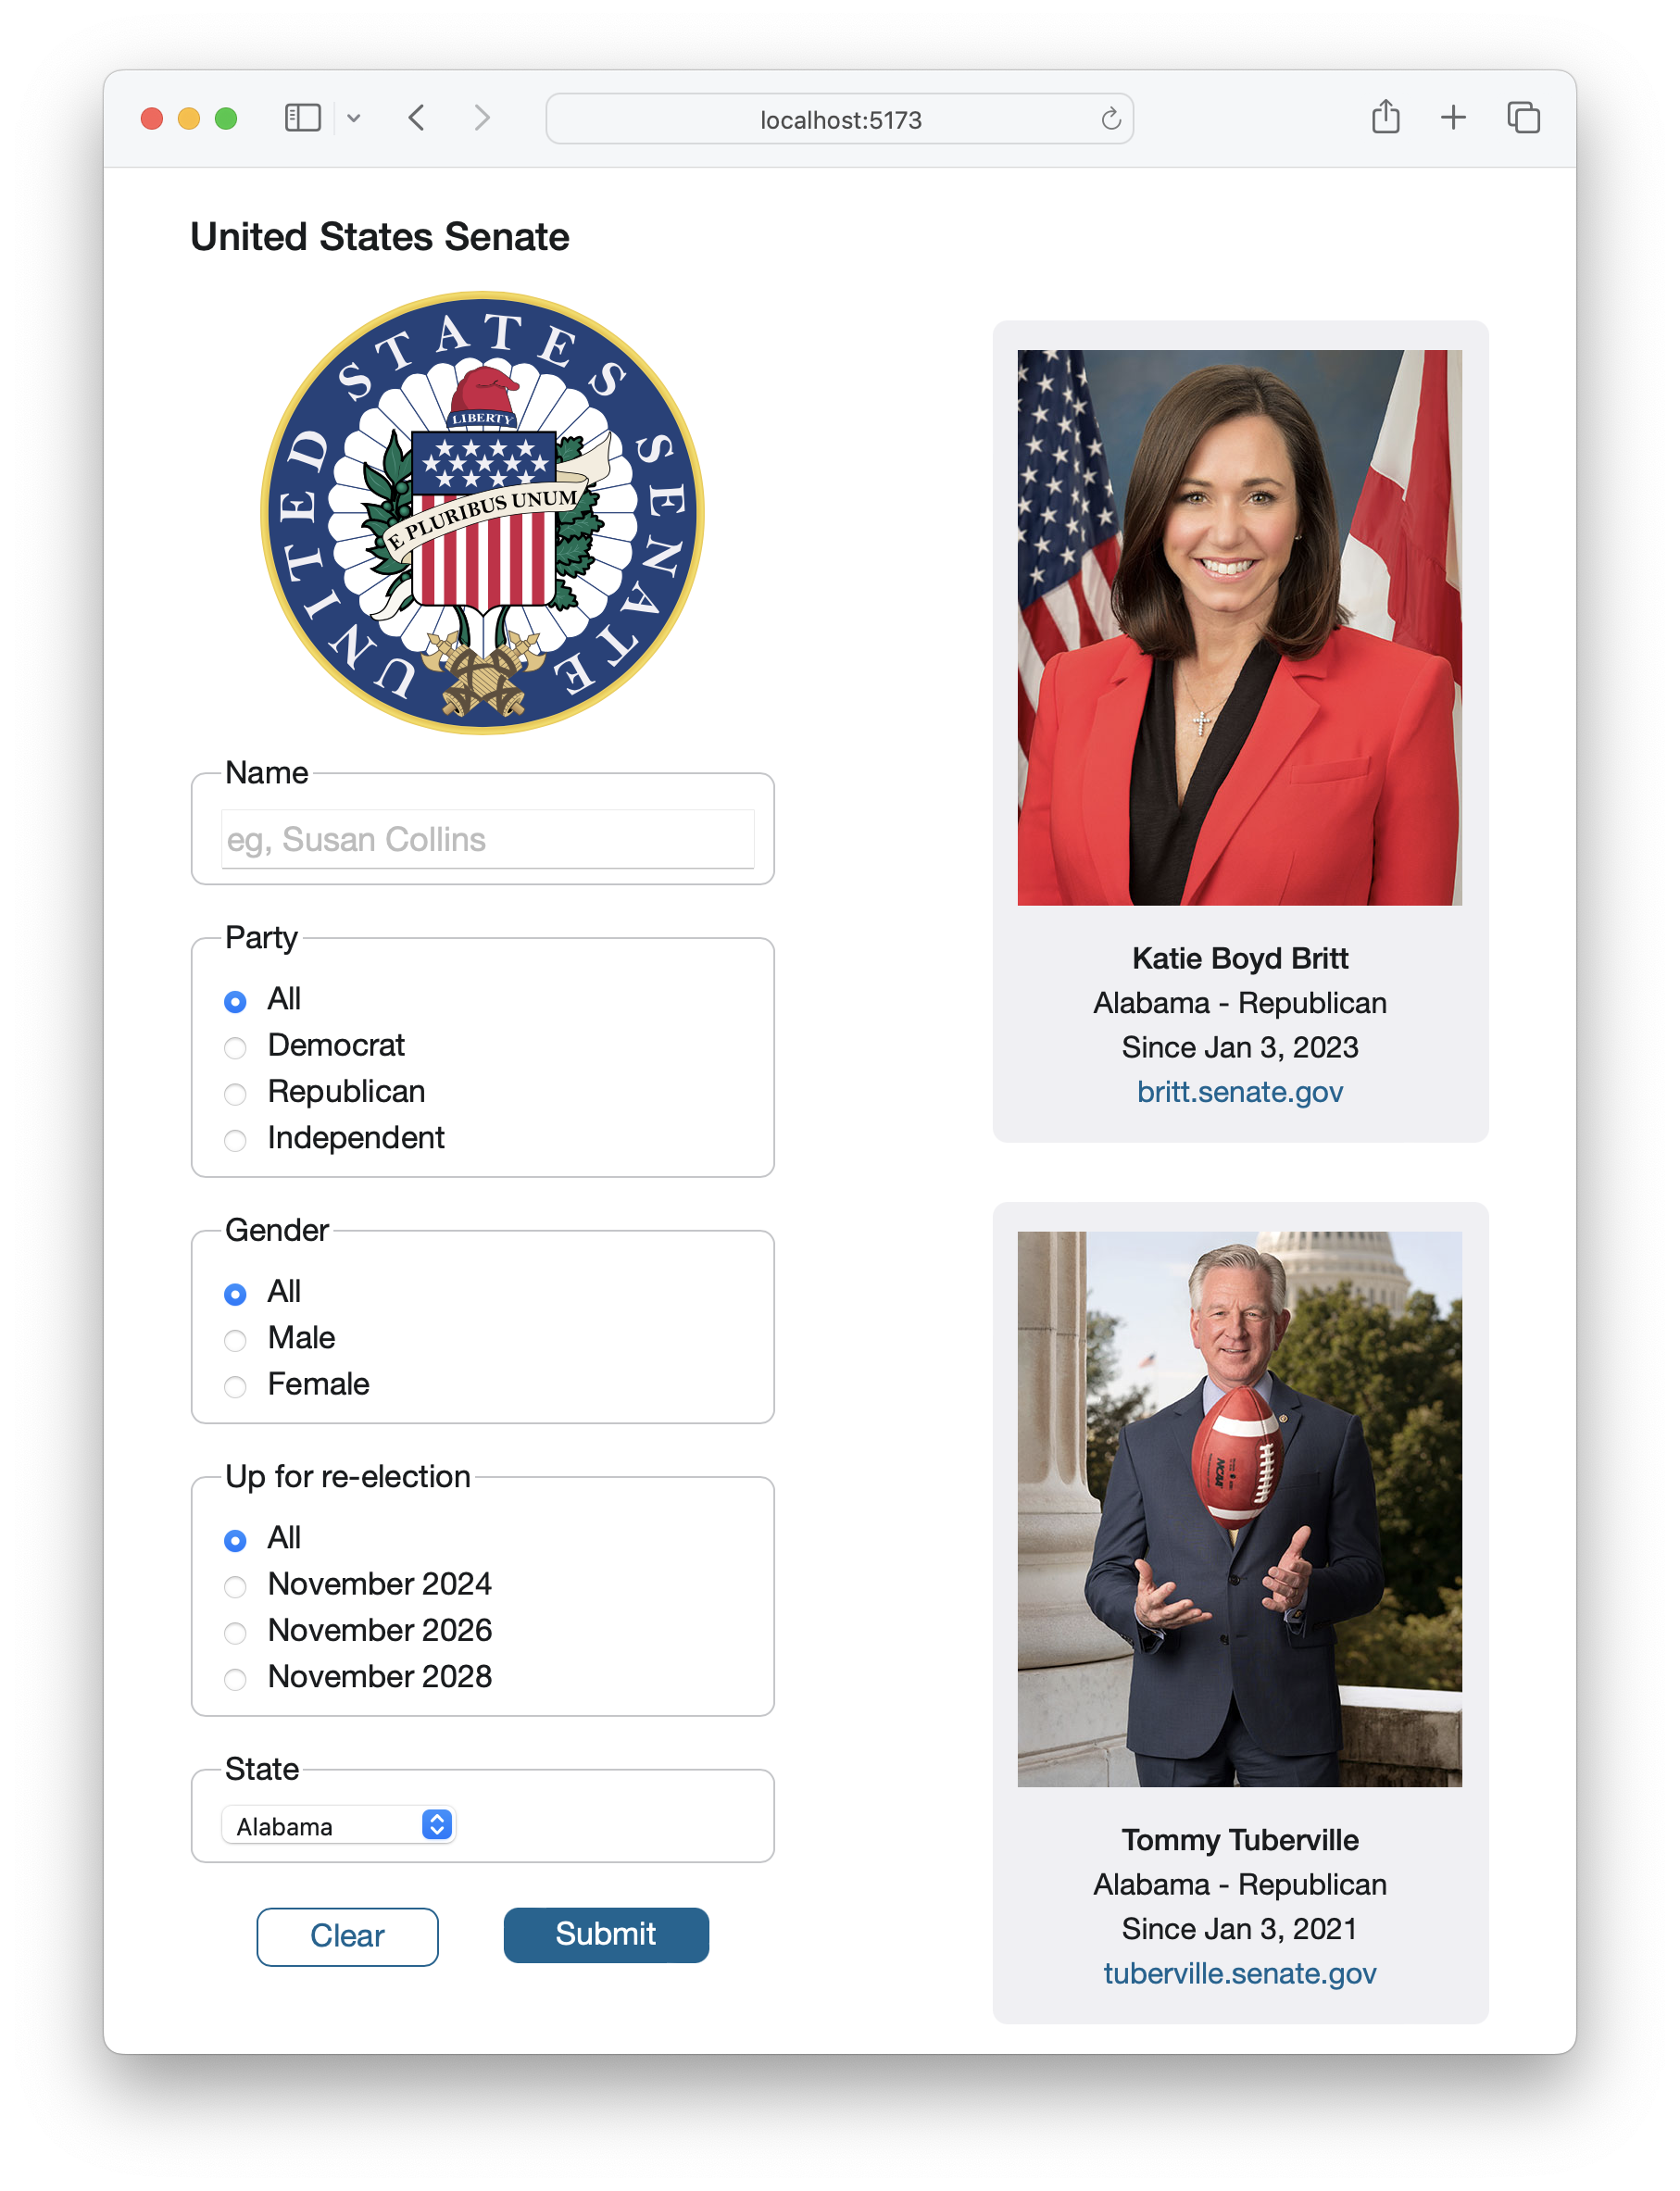 localhost:5173
United States Senate
UNITED STATES SENATE
LIBERTY
E PLURIBUS UNUM
Name
eg, Susan Collins
Party
All
Democrat
Republican
Independent
Gender
All
Male
Female
Up for re-election
All
November 2024
November 2026
November 2028
State
Alabama
Clear
Submit
Katie Boyd Britt
Alabama - Republican
Since Jan 3, 2023
britt.senate.gov
NCAA
Tommy Tuberville
Alabama - Republican
Since Jan 3, 2021
tuberville.senate.gov